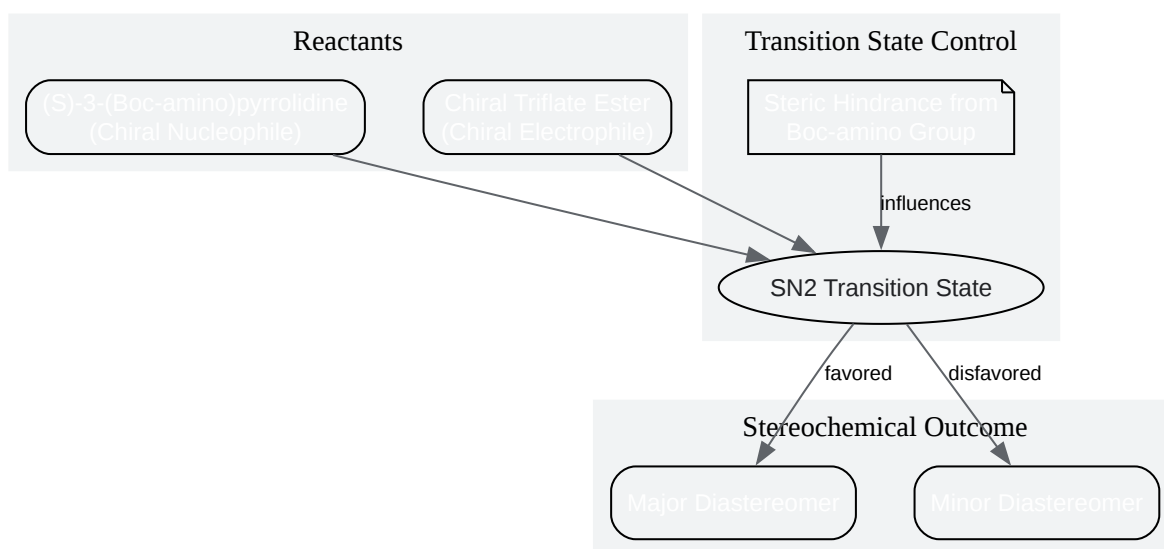 Reactants
Transition State Control
(S)-3-(Boc-amino)pyrrolidine
(Chiral Nucleophile)
Chiral Triflate Ester
(Chiral Electrophile)
Steric Hindrance from
Boc-amino Group
influences
SN2 Transition State
favored
disfavored
Stereochemical Outcome
Major Diastereomer
Minor Diastereomer